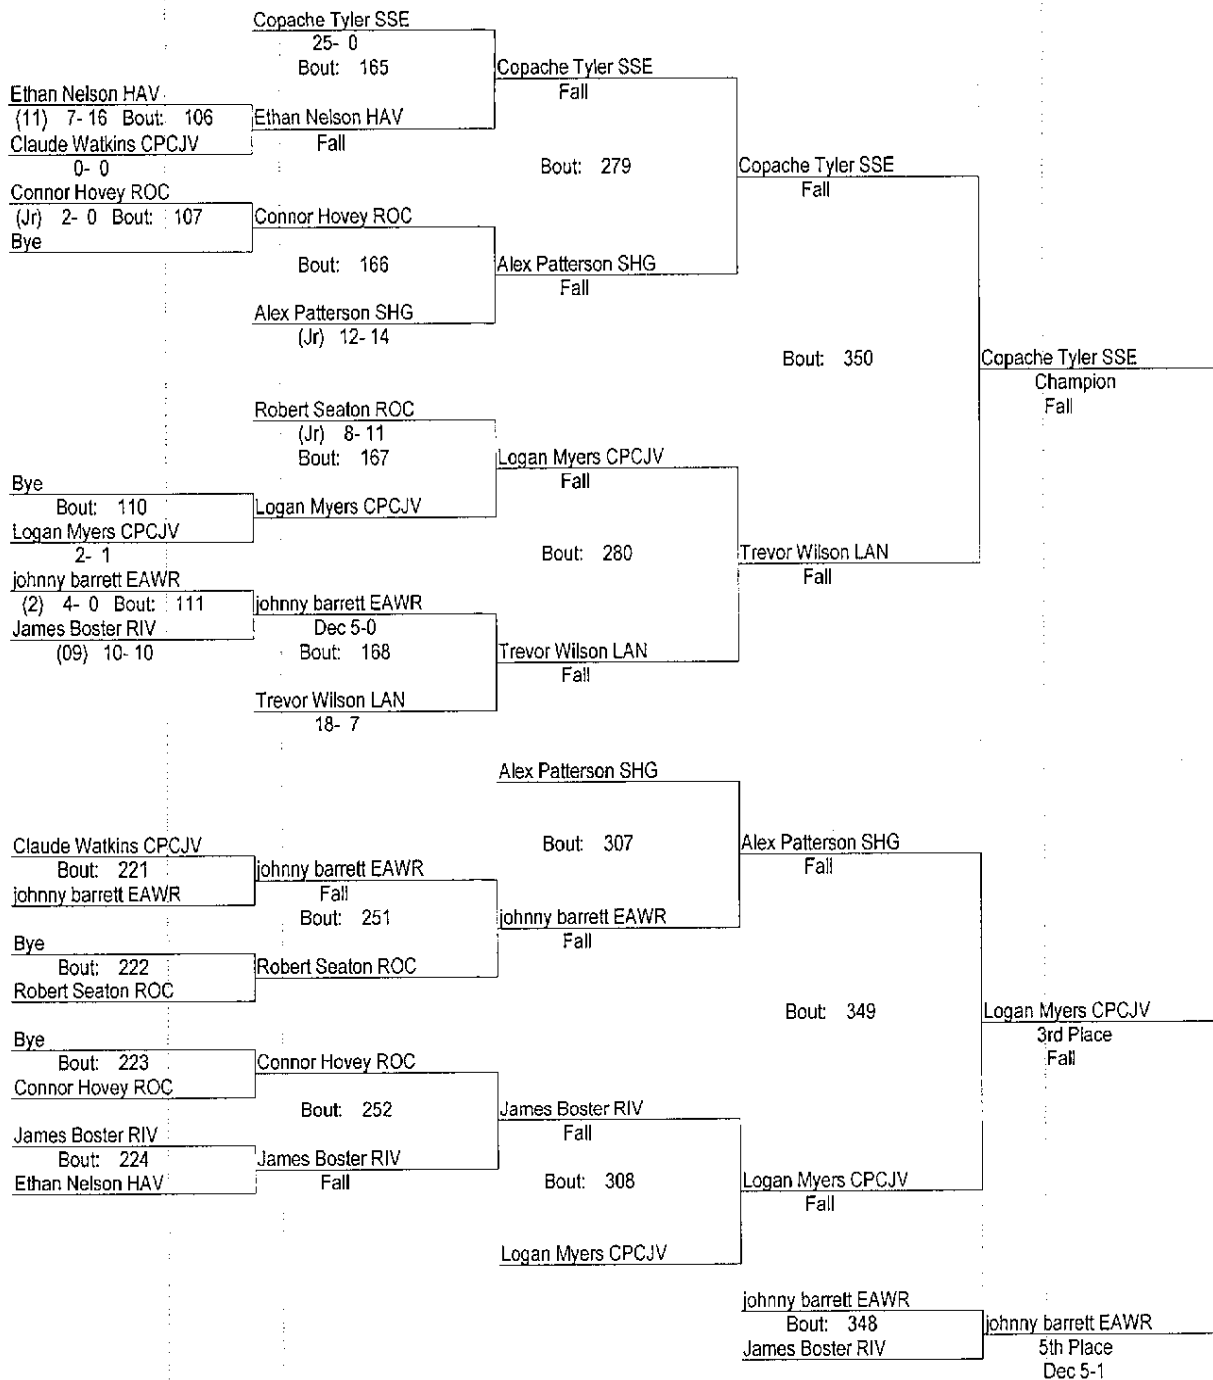 Copache Tyler SSE
25- 0
Bout: 165
Copache Tyler SSE
Fall
Ethan Nelson HAV
(11) 7- 16 Bout: 106
Ethan Nelson HAV
Fall
Claude Watkins CPCJV
0- 0
Bout: 279
Copache Tyler SSE
Fall
Connor Hovey ROC
(Jr) 2- 0 Bout: 107
Connor Hovey ROC
Bye
Bout: 166
Alex Patterson SHG
Fall
Alex Patterson SHG
(Jr) 12- 14
Bout: 350
Copache Tyler SSE
Champion
Fall
Robert Seaton ROC
(Jr) 8- 11
Bout: 167
Logan Myers CPCJV
Fall
Bye
Bout: 110
Logan Myers CPCJV
Logan Myers CPCJV
2- 1
Bout: 280
Trevor Wilson LAN
Fall
johnny barrett EAWR
(2) 4- 0 Bout: 111
johnny barrett EAWR
Dec 5-0
James Boster RIV
(09) 10- 10
Bout: 168
Trevor Wilson LAN
Fall
Trevor Wilson LAN
18- 7
Alex Patterson SHG
Claude Watkins CPCJV
Bout: 221
johnny barrett EAWR
johnny barrett EAWR
Fall
Bout: 307
Alex Patterson SHG
Fall
Bout: 251
johnny barrett EAWR
Fall
Bye
Bout: 222
Robert Seaton ROC
Robert Seaton ROC
Bout: 349
Logan Myers CPCJV
3rd Place
Fall
Bye
Bout: 223
Connor Hovey ROC
Connor Hovey ROC
Bout: 252
James Boster RIV
Fall
James Boster RIV
Bout: 224
James Boster RIV
Fall
Ethan Nelson HAV
Bout: 308
Logan Myers CPCJV
Fall
Logan Myers CPCJV
johnny barrett EAWR
Bout: 348
James Boster RIV
johnny barrett EAWR
5th Place
Dec 5-1